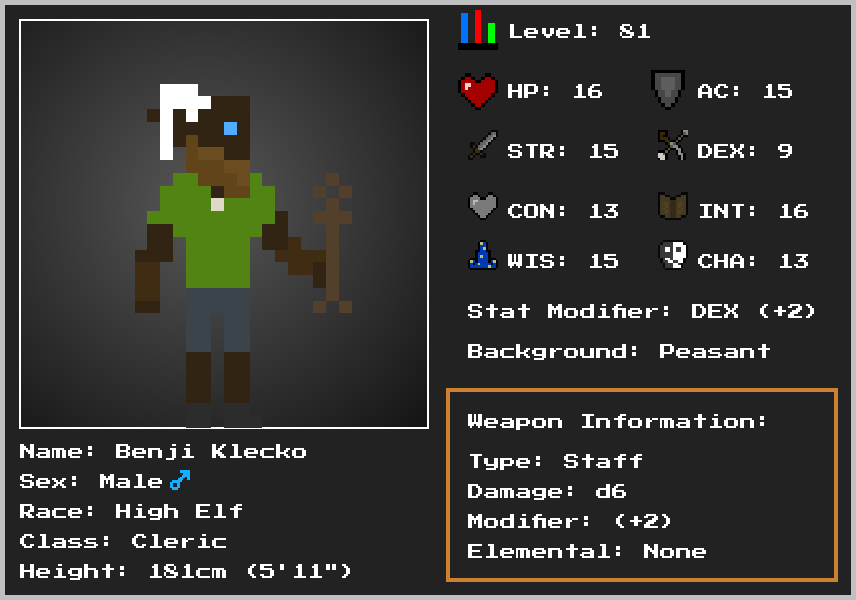 Level: 81
HP: 16 AC: 15
STR: 15 DEX: 9
CON: 13 INT: 16
WIS: 15 CHA: 13
Stat Modifier: DEX (+2)
Background: Peasant
Weapon Information:
Type: Staff
Damage: d6
Modifier: (+2)
Elemental: None
Name: Benji Klecko
Sex: Male♂
Race: High Elf
Class: Cleric
Height: 181cm (5'11")